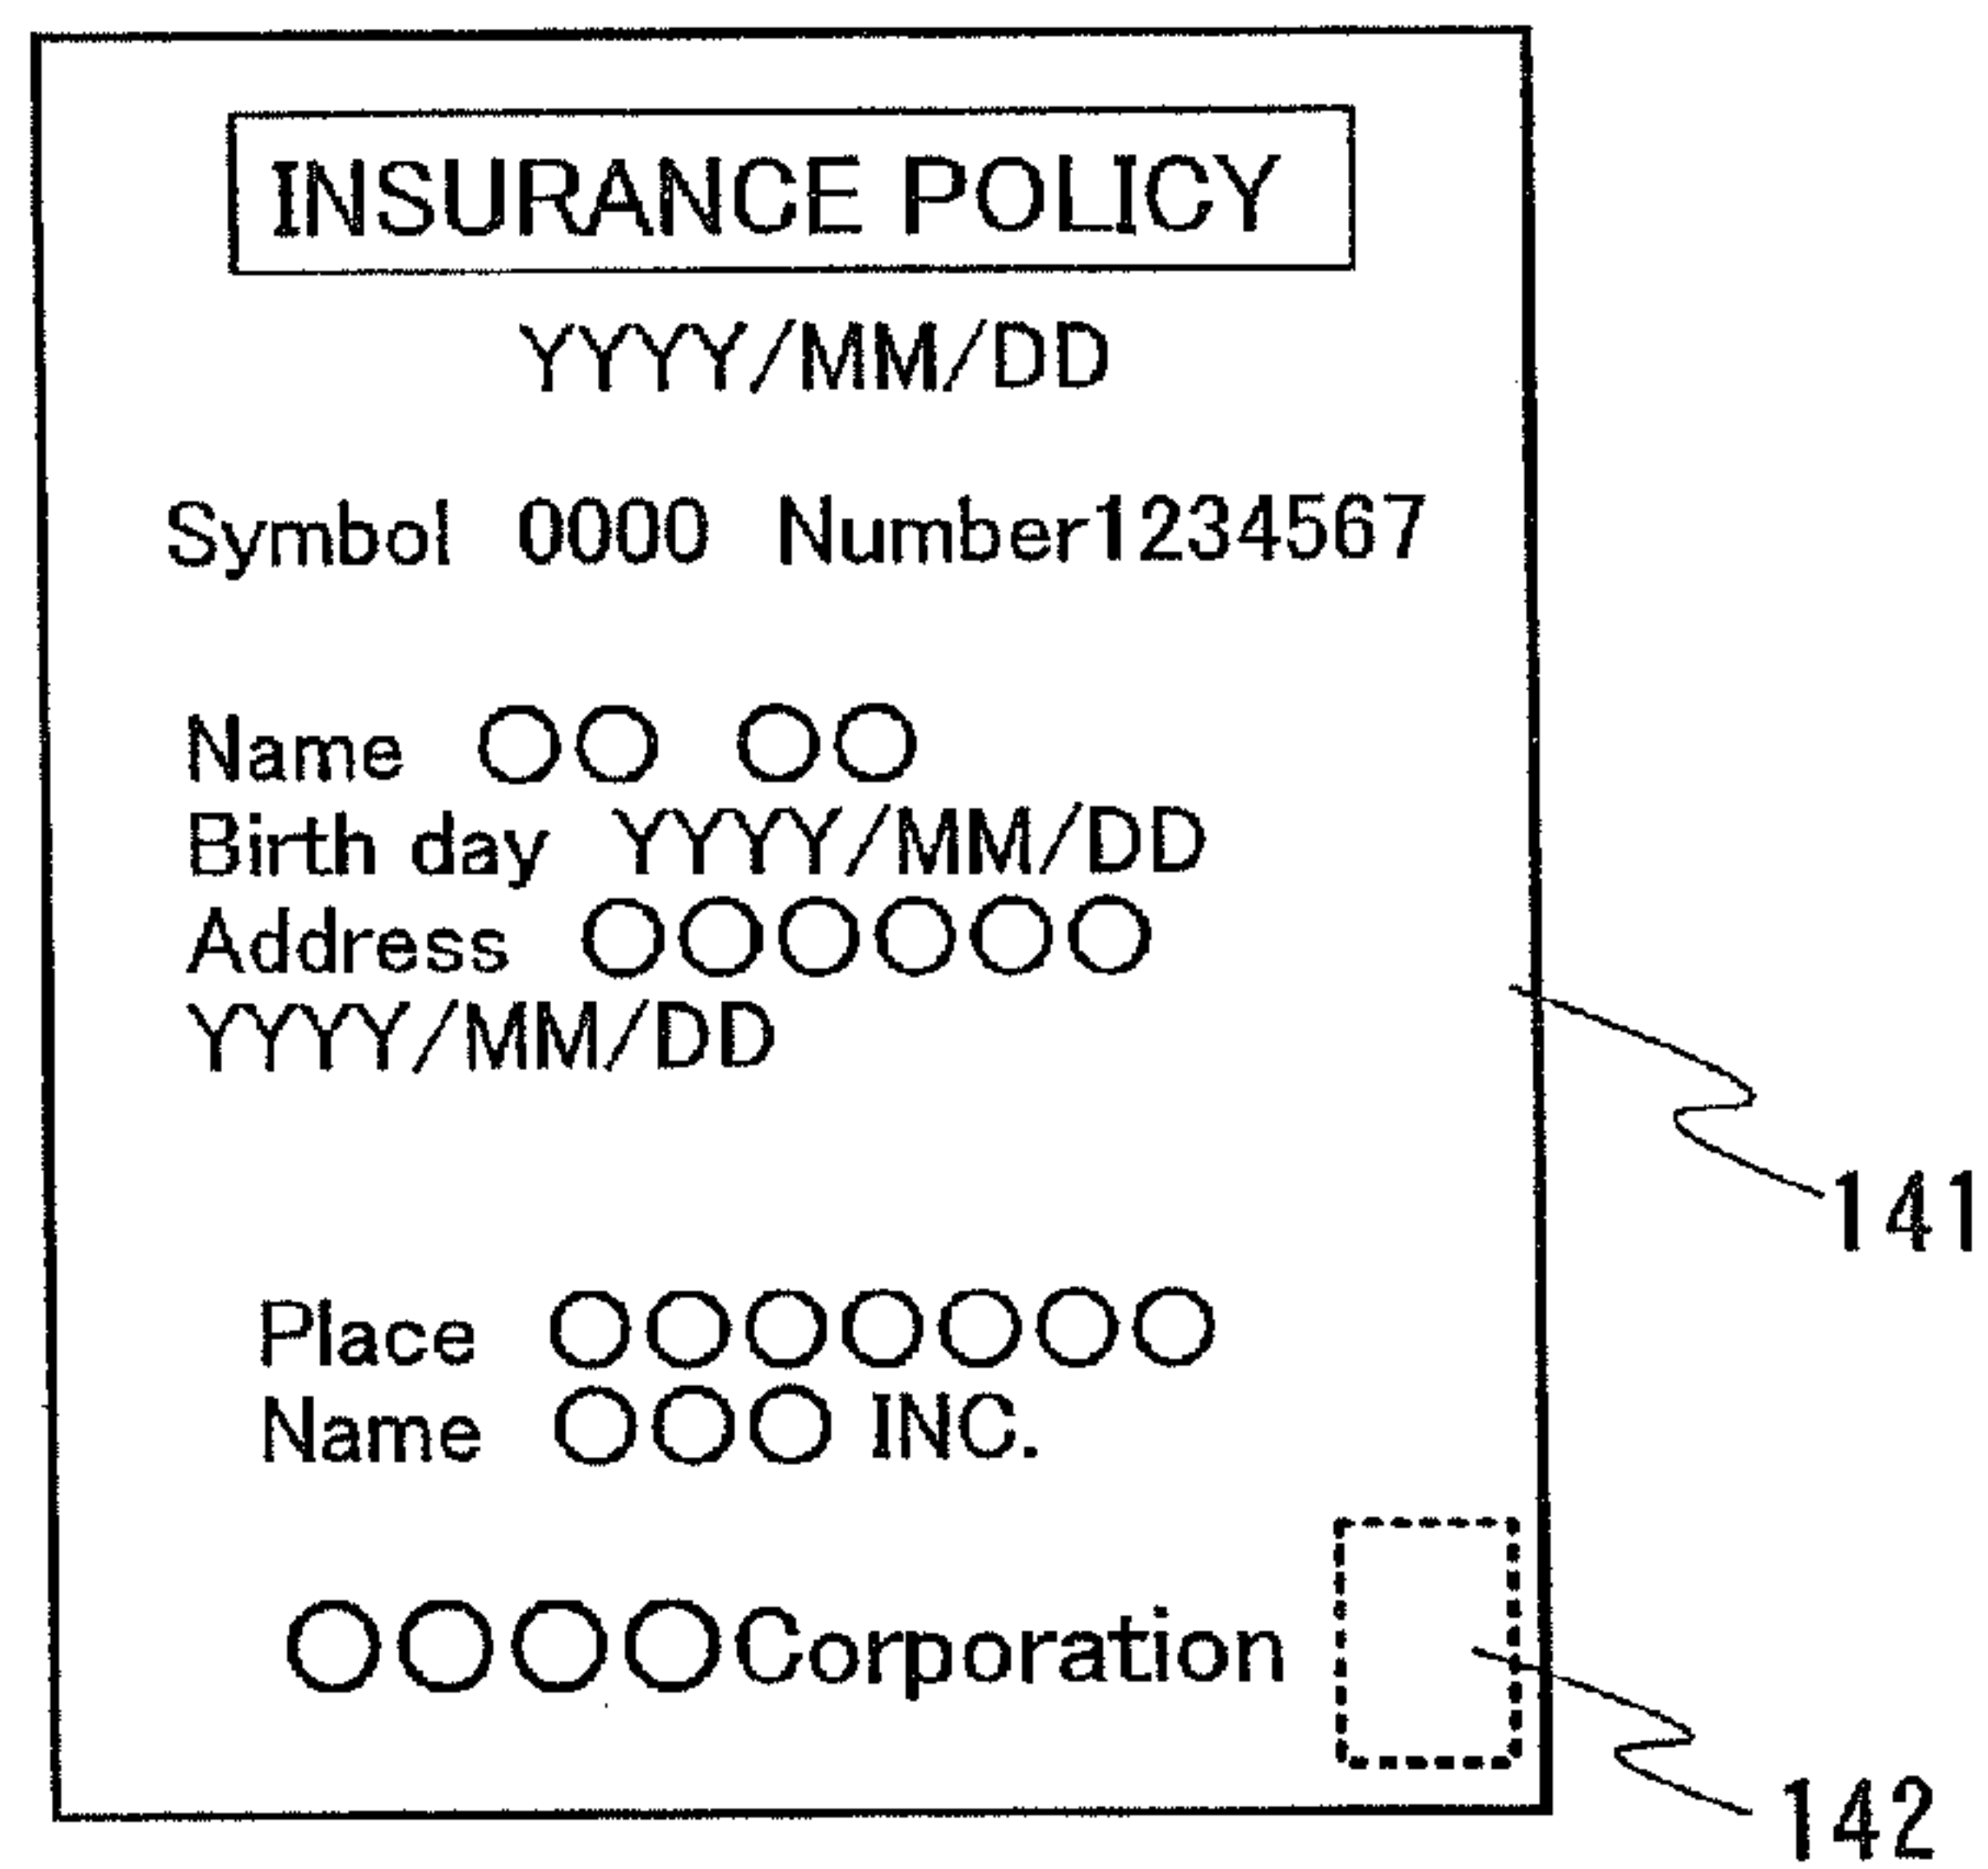 INSURANCE POLICY
YYYY/MM/DD
Symbol 0000 Number1234567
Name ○○ ○○
Birth day YYYY/MM/DD
Address ○○○○○○
YYYY/MM/DD
141
Place ○○○○○○○
Name ○○○ INC.
○○○○Corporation
142